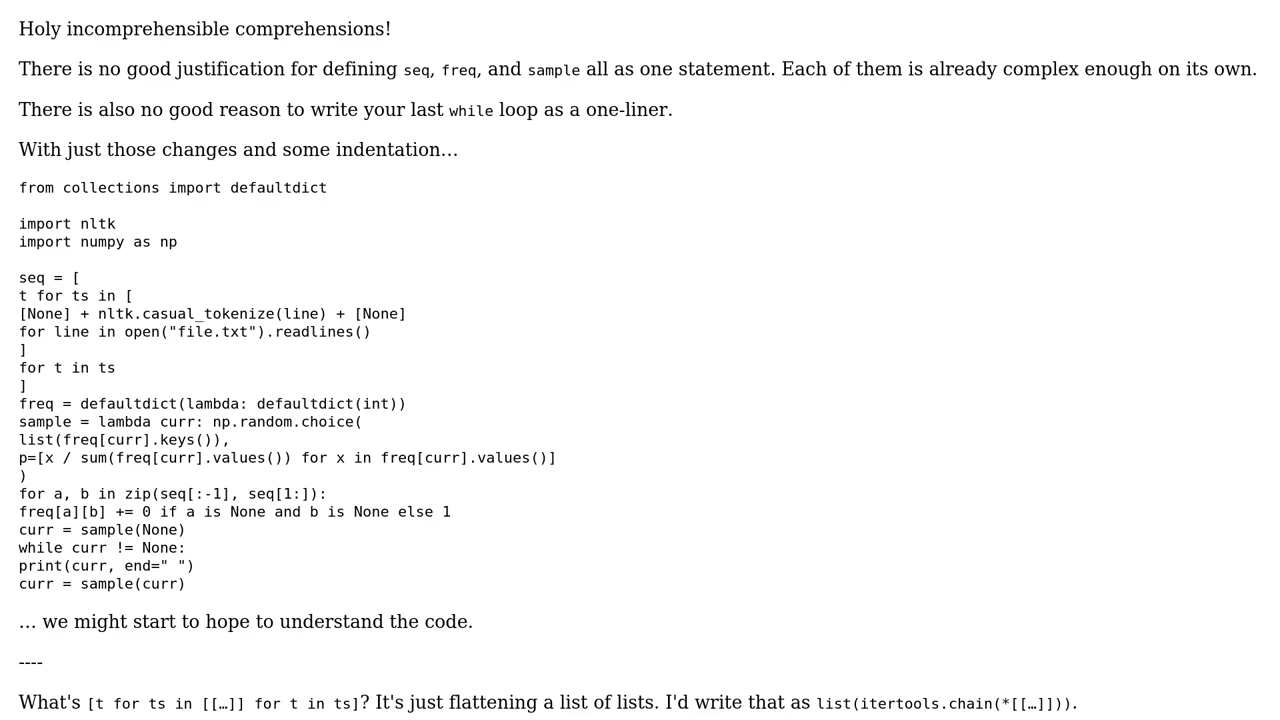 Holy incomprehensible comprehensions!
There is no good justification for defining seq, freq, and sample all as one statement. Each of them is already complex enough on its own.
There is also no good reason to write your last while loop as a one-liner.
With just those changes and some indentation…
from collections import defaultdict
import nltk
import numpy as np
seq = [
t for ts in [
[None] + nltk.casual_tokenize(line) + [None]
for line in open("file.txt").readlines()
]
for t in ts
]
freq = defaultdict(lambda: defaultdict(int))
sample = lambda curr: np.random.choice(
list(freq[curr].keys()),
p=[x / sum(freq[curr].values()) for x in freq[curr].values()]
)
for a, b in zip(seq[:-1], seq[1:]):
freq[a][b] += 0 if a is None and b is None else 1
curr = sample(None)
while curr != None:
print(curr, end=" ")
curr = sample(curr)
… we might start to hope to understand the code.
----
What's [t for ts in [[…]] for t in ts]? It's just flattening a list of lists. I'd write that as list(itertools.chain(*[[…]])).